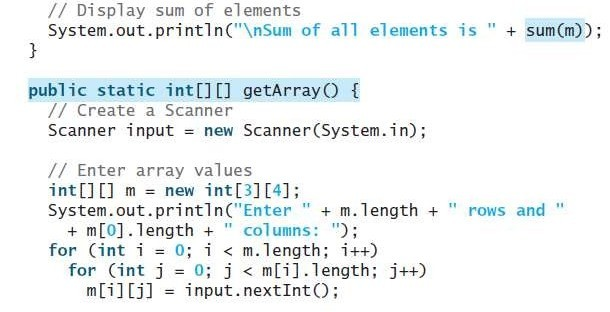 // Display sum of elements
System.out.println("\nSum of all elements is " + sum(m));
}
public static int[][] getArray() {
// Create a Scanner
Scanner input = new Scanner(System.in);
// Enter array values
int[][] m = new int[3][4];
System.out.println("Enter " + m.length + " rows and "
+ m[0].length + " columns: ");
for (int i = 0; i < m.length; i++)
for (int j = 0; j < m[i].length; j++)
m[i][j] = input.nextInt();